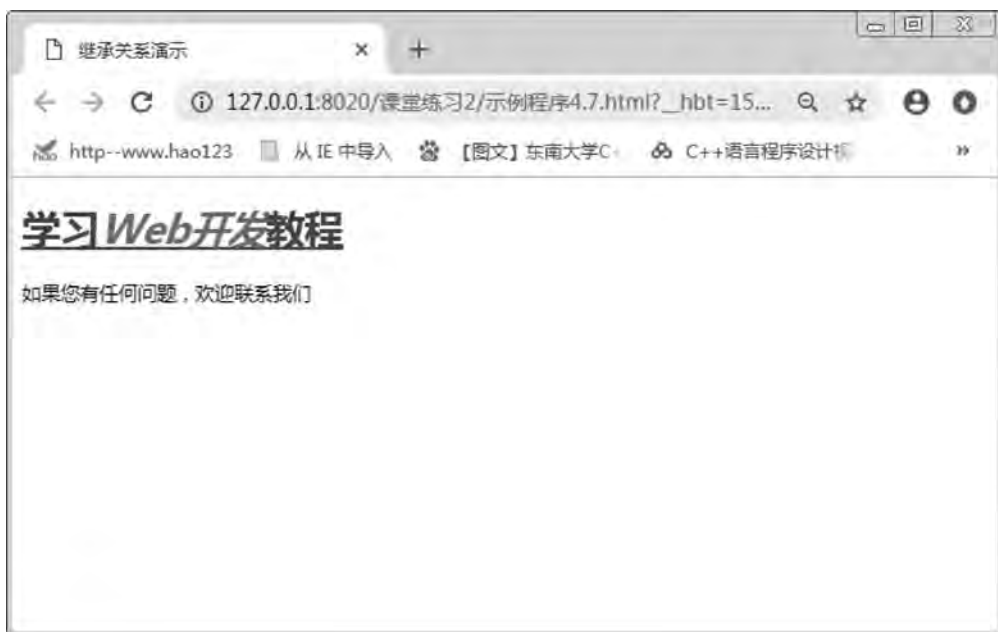 继承关系演示
127.0.0.1:8020/课堂练习2/示例程序4.7.html?__hbt=15...
http--www.hao123 从 IE 中导入 【图文】东南大学C+ C++语言程序设计
学习Web开发教程
如果您有任何问题，欢迎联系我们